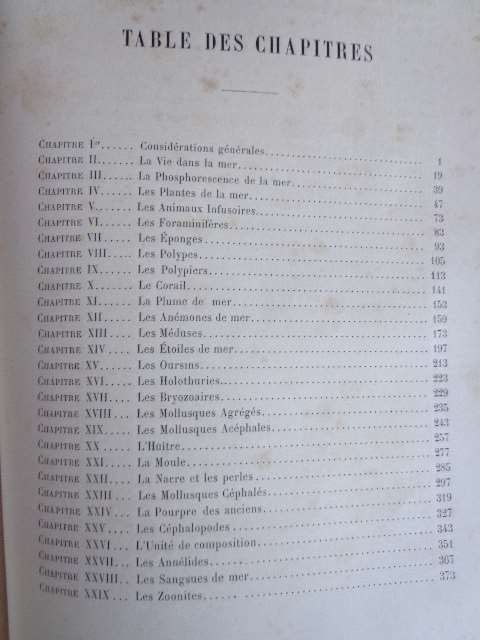 TABLE DES CHAPITRES
CHAPITRE Ier...... Considérations générales. 1
CHAPITRE II...... La Vie dans la mer. 19
CHAPITRE III..... La Phosphorescence de la mer. 39
CHAPITRE IV..... Les Plantes de la mer. 47
CHAPITRE V...... Les Animaux Infusoires. 73
CHAPITRE VI..... Les Foraminifères. 83
CHAPITRE VII..... Les Éponges 93
CHAPITRE VIII.... Les Polypes. 105
CHAPITRE IX..... Les Polypiers. 113
CHAPITRE X...... Le Corail. 141
CHAPITRE XI..... La Plume de mer. 153
CHAPITRE XII..... Les Anémones de mer. 159
CHAPITRE XIII.... Les Méduses. 173
CHAPITRE XIV.... Les Étoiles de mer. 197
CHAPITRE XV..... Les Oursins. 213
CHAPITRE XVI.... Les Holothuries. 223
CHAPITRE XVII.... Les Bryozoaires. 229
CHAPITRE XVIII... Les Mollusques Agrégés. 235
CHAPITRE XIX.... Les Mollusques Acéphales. 243
CHAPITRE XX .... L'Huitre. 257
CHAPITRE XXI.... La Moule. 277
CHAPITRE XXII.... La Nacre et les perles. 285
CHAPITRE XXIII... Les Mollusques Céphalés. 297
CHAPITRE XXIV... La Pourpre des anciens. 319
CHAPITRE XXV.... Les Céphalopodes. 327
CHAPITRE XXVI... L'Unité de composition. 343
CHAPITRE XXVII.. Les Annélides. 351
CHAPITRE XXVIII.. Les Sangsues de mer. 367
CHAPITRE XXIX... Les Zoonites. 373